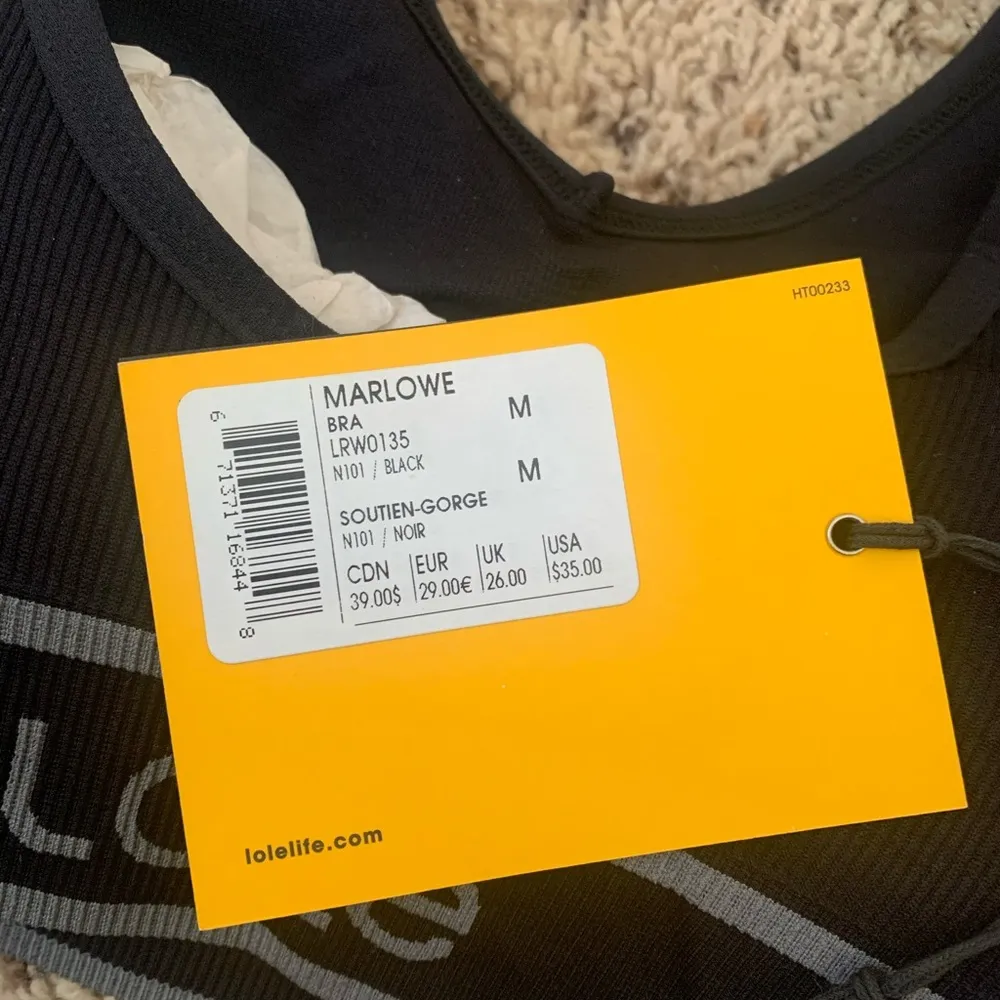 HT00233
MARLOWE
BRA M
LRW0135
N101 / BLACK
SOUTIEN-GORGE M
N101 / NOIR
CDN EUR UK USA
39.00$ 29.00€ 26.00 $35.00
6 71371 16844 8
lolelife.com